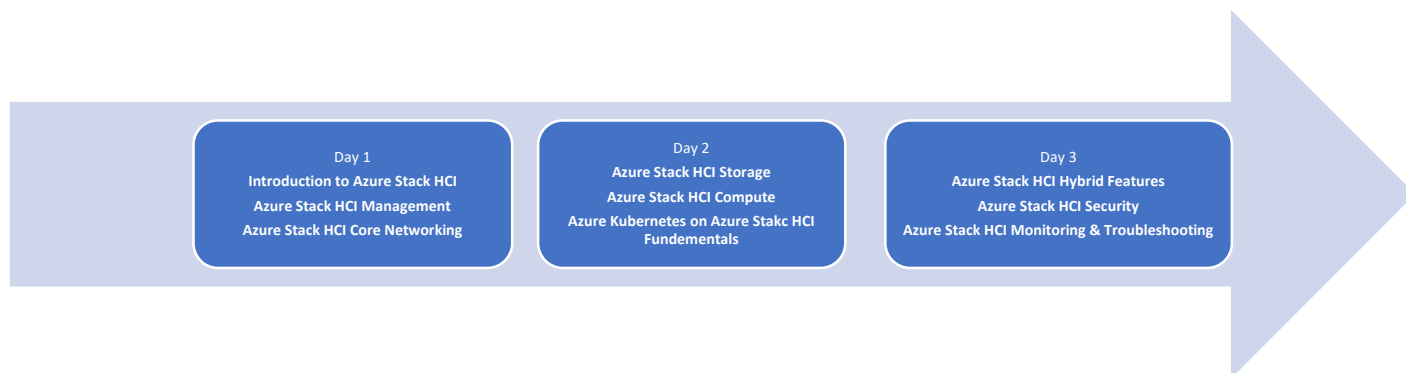 Day 1
Introduction to Azure Stack HCI
Azure Stack HCI Management
Azure Stack HCI Core Networking
Day 2
Azure Stack HCI Storage
Azure Stack HCI Compute
Azure Kubernetes on Azure Stakc HCI
Fundementals
Day 3
Azure Stack HCI Hybrid Features
Azure Stack HCI Security
Azure Stack HCI Monitoring & Troubleshooting